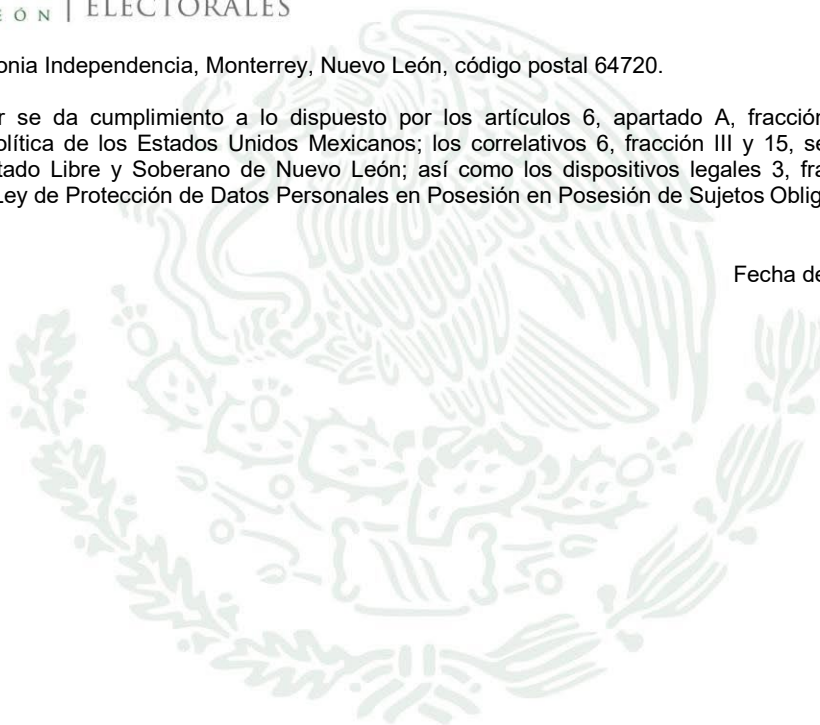 EÓN | ELECTORALES
onia Independencia, Monterrey, Nuevo León, código postal 64720.
r se da cumplimiento a lo dispuesto por los artículos 6, apartado A, fracción
olítica de los Estados Unidos Mexicanos; los correlativos 6, fracción III y 15, se
tado Libre y Soberano de Nuevo León; así como los dispositivos legales 3, fra
Ley de Protección de Datos Personales en Posesión en Posesión de Sujetos Oblig
Fecha de